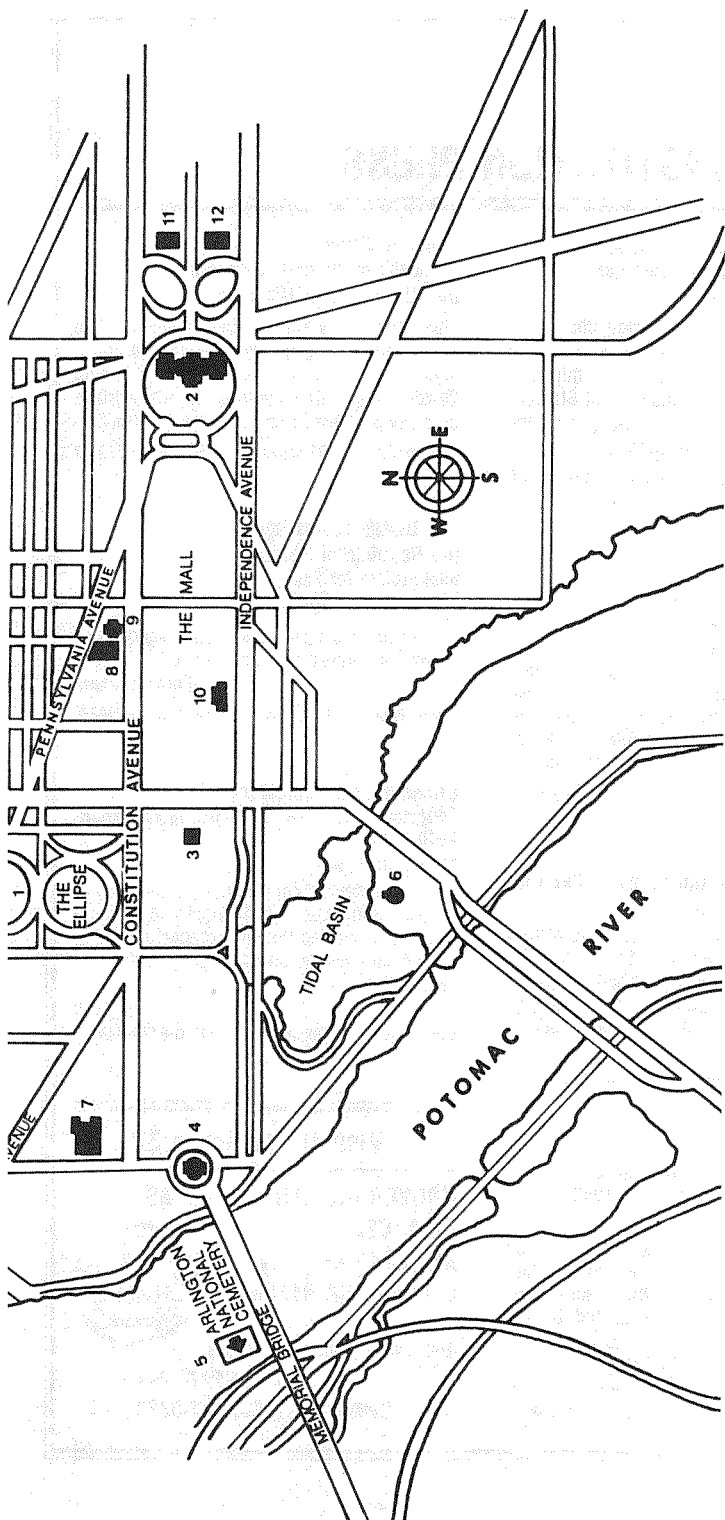 1
THE
ELLIPSE
PENNSYLVANIA AVENUE
CONSTITUTION AVENUE
VENUE
7
8
9
11
12
2
THE MALL
10
3
INDEPENDENCE AVENUE
4
5
ARLINGTON
NATIONAL
CEMETERY
MEMORIAL BRIDGE
TIDAL BASIN
6
POTOMAC
RIVER
N
W
E
S